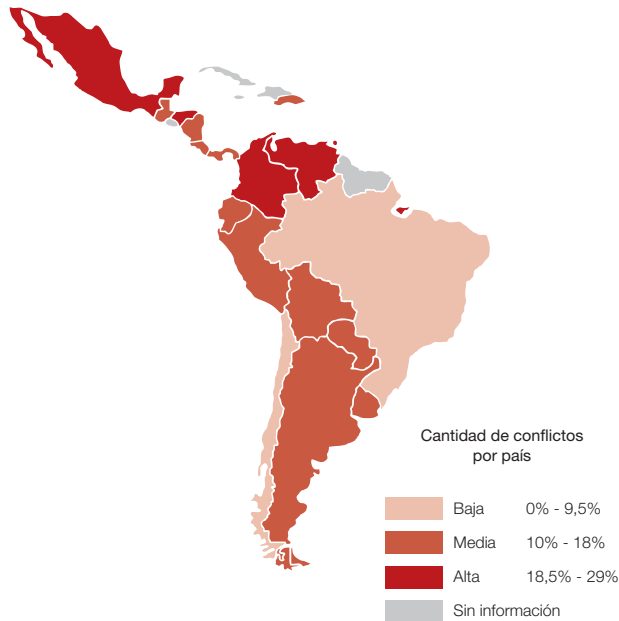 Cantidad de conflictos
por país
Baja 0% - 9,5%
Media 10% - 18%
Alta 18,5% - 29%
Sin información